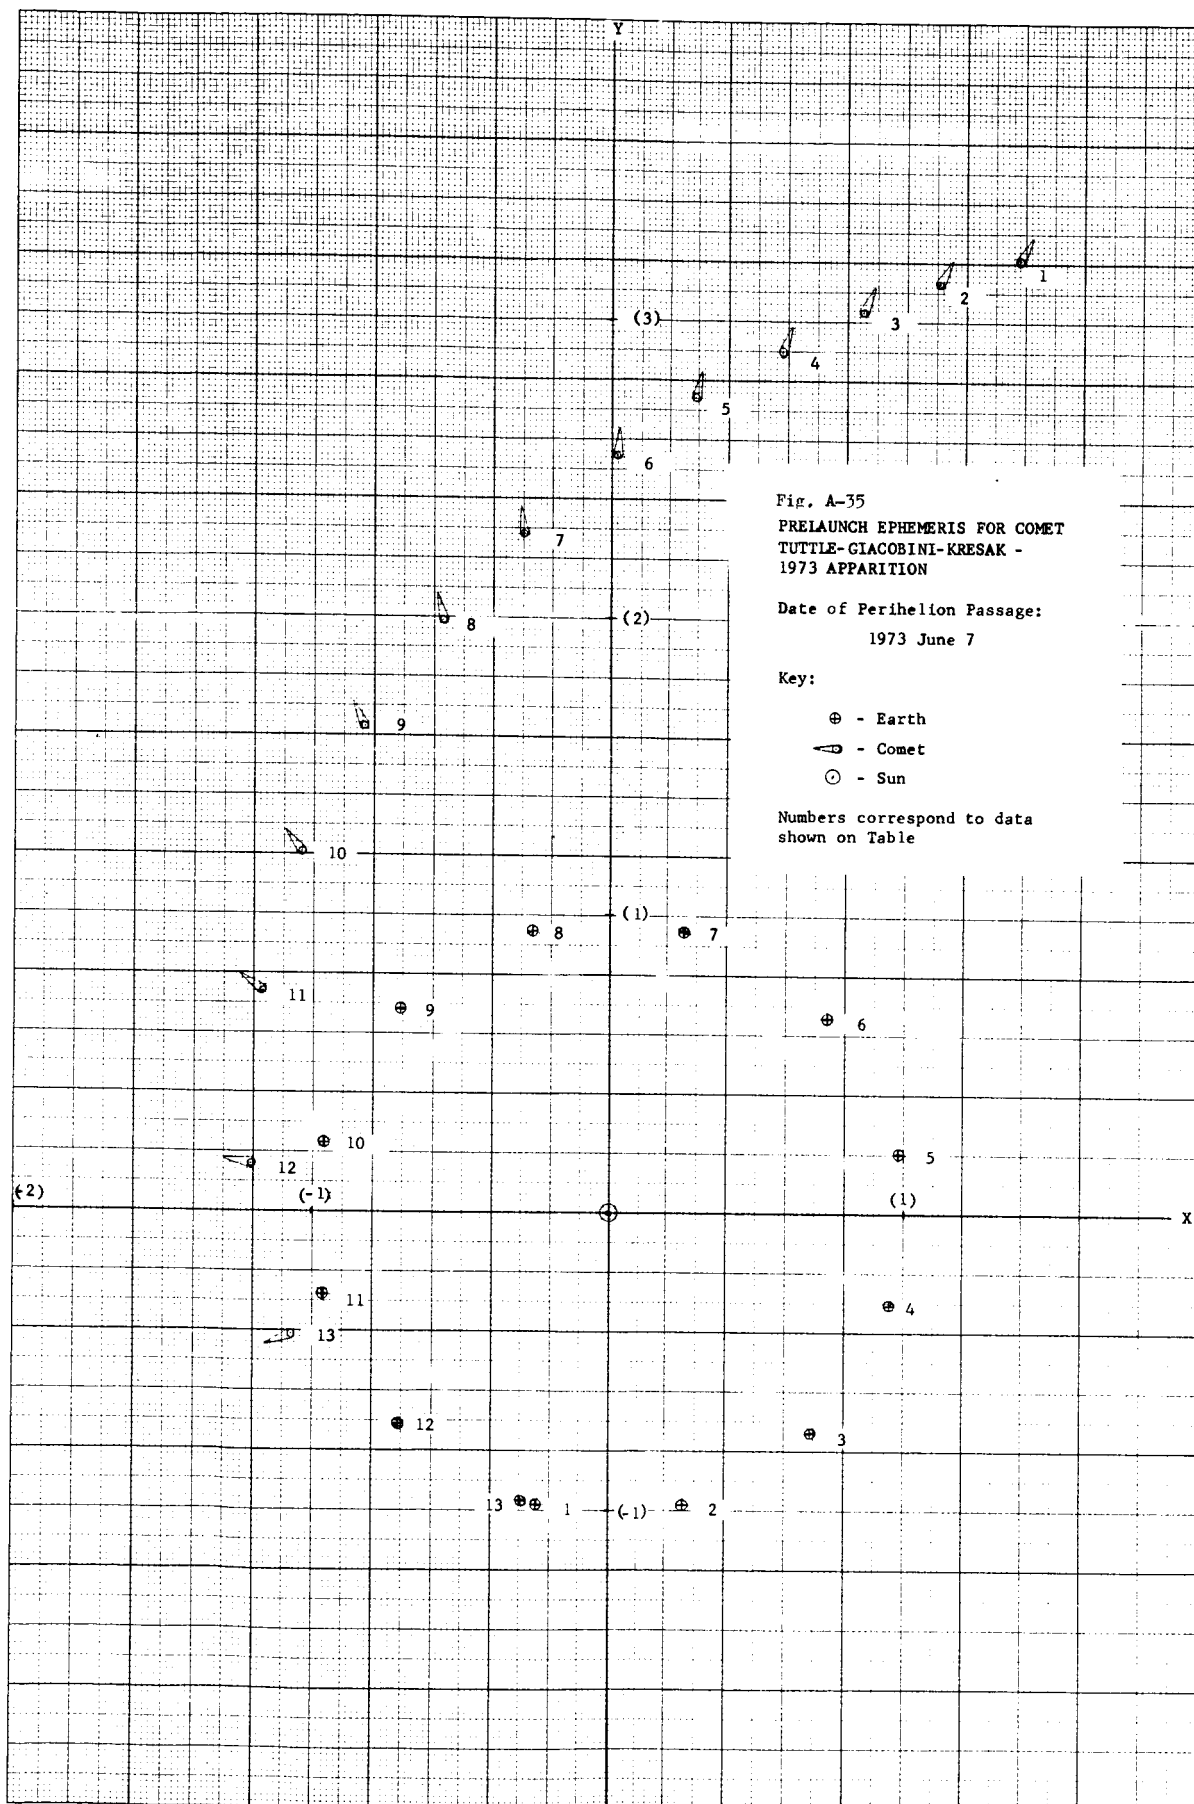 Y
1
2
3
(3)
4
5
6
Fig. A-35
PRELAUNCH EPHEMERIS FOR COMET
TUTTLE-GIACOBINI-KRESAK -
1973 APPARITION
7
Date of Perihelion Passage:
1973 June 7
(2)
8
Key:
⊕ - Earth
- Comet
⊙ - Sun
9
Numbers correspond to data
shown on Table
10
(1)
8
7
11
9
6
10
5
12
(-2)
(-1)
(1)
X
11
4
13
12
3
13
1
(-1)
2